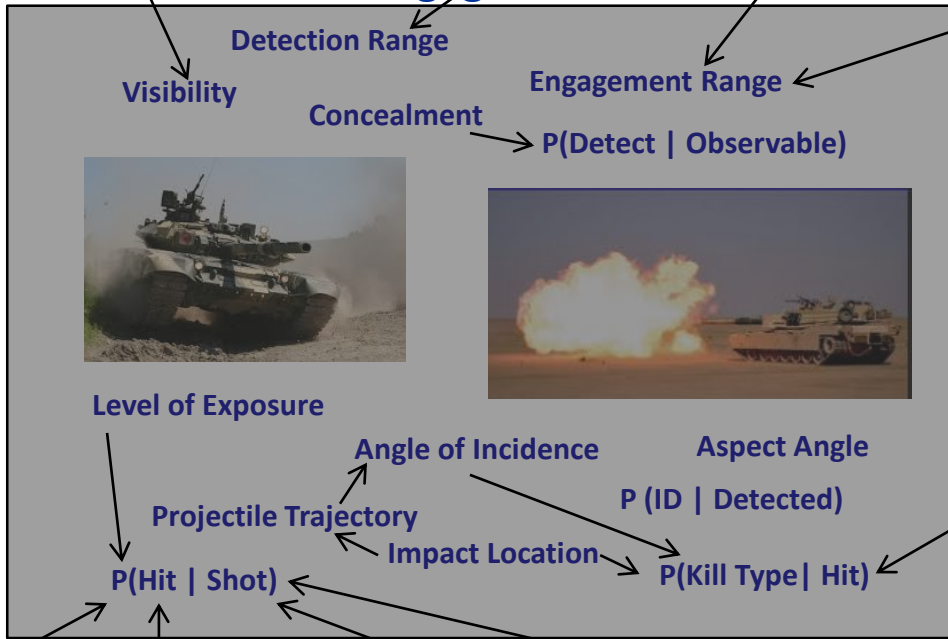 Detection Range
Visibility
Engagement Range
Concealment
P(Detect | Observable)
Level of Exposure
Angle of Incidence
Aspect Angle
P (ID | Detected)
Projectile Trajectory
Impact Location
P(Hit | Shot)
P(Kill Type| Hit)